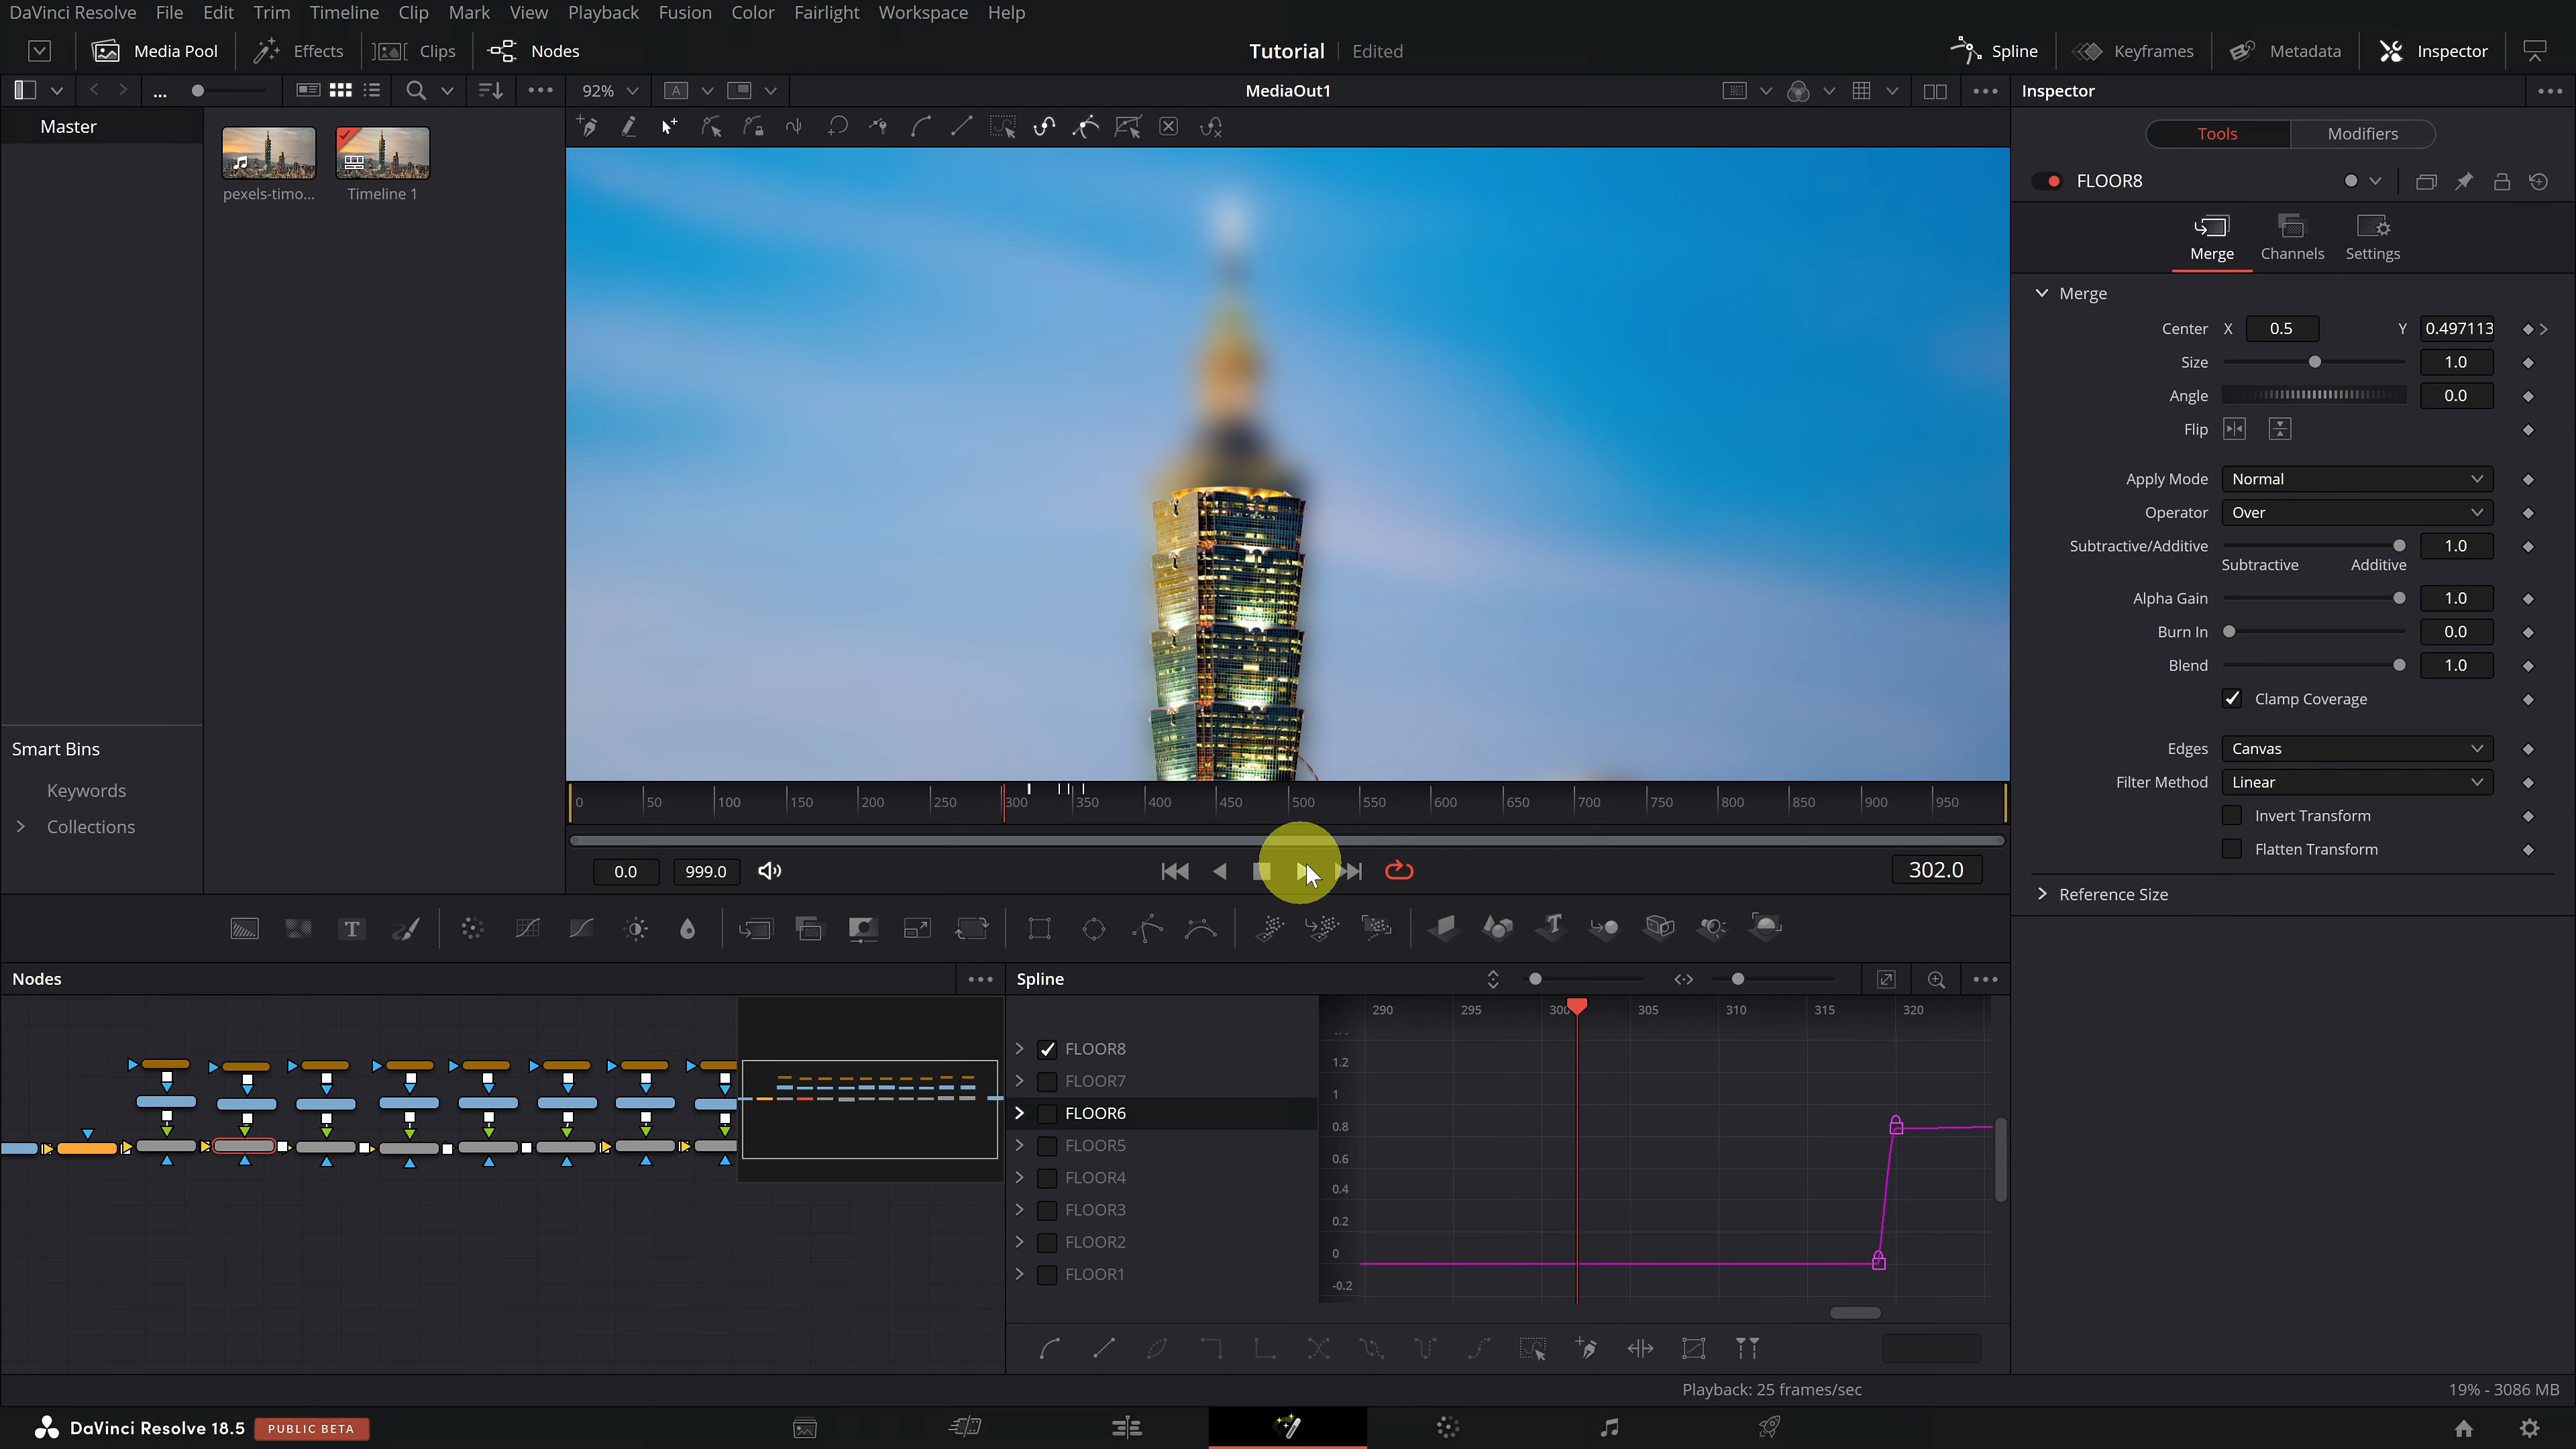 DaVinci Resolve File Edit Trim Timeline Clip Mark View Playback Fusion Color Fairlight Workspace Help
Media Pool Effects Clips Nodes Tutorial Edited Spline Keyframes Metadata Inspector
... 92% A MediaOut1 Inspector
Master
pexels-timo... Timeline 1
Tools Modifiers
FLOOR8
Merge Channels Settings
Merge
Center X 0.5 Y 0.497113
Size 1.0
Angle 0.0
Flip
Apply Mode Normal
Operator Over
Subtractive/Additive 1.0
Subtractive Additive
Alpha Gain 1.0
Burn In 0.0
Blend 1.0
Clamp Coverage
Edges Canvas
Filter Method Linear
Invert Transform
Flatten Transform
Reference Size
Smart Bins
Keywords
Collections
0 50 100 150 200 250 300 350 400 450 500 550 600 650 700 750 800 850 900 950
0.0 999.0 302.0
T T
Nodes Spline
290 295 300 305 310 315 320
FLOOR8
FLOOR7
FLOOR6
FLOOR5
FLOOR4
FLOOR3
FLOOR2
FLOOR1
1.2
1
0.8
0.6
0.4
0.2
0
-0.2
Playback: 25 frames/sec 19% - 3086 MB
DaVinci Resolve 18.5 PUBLIC BETA